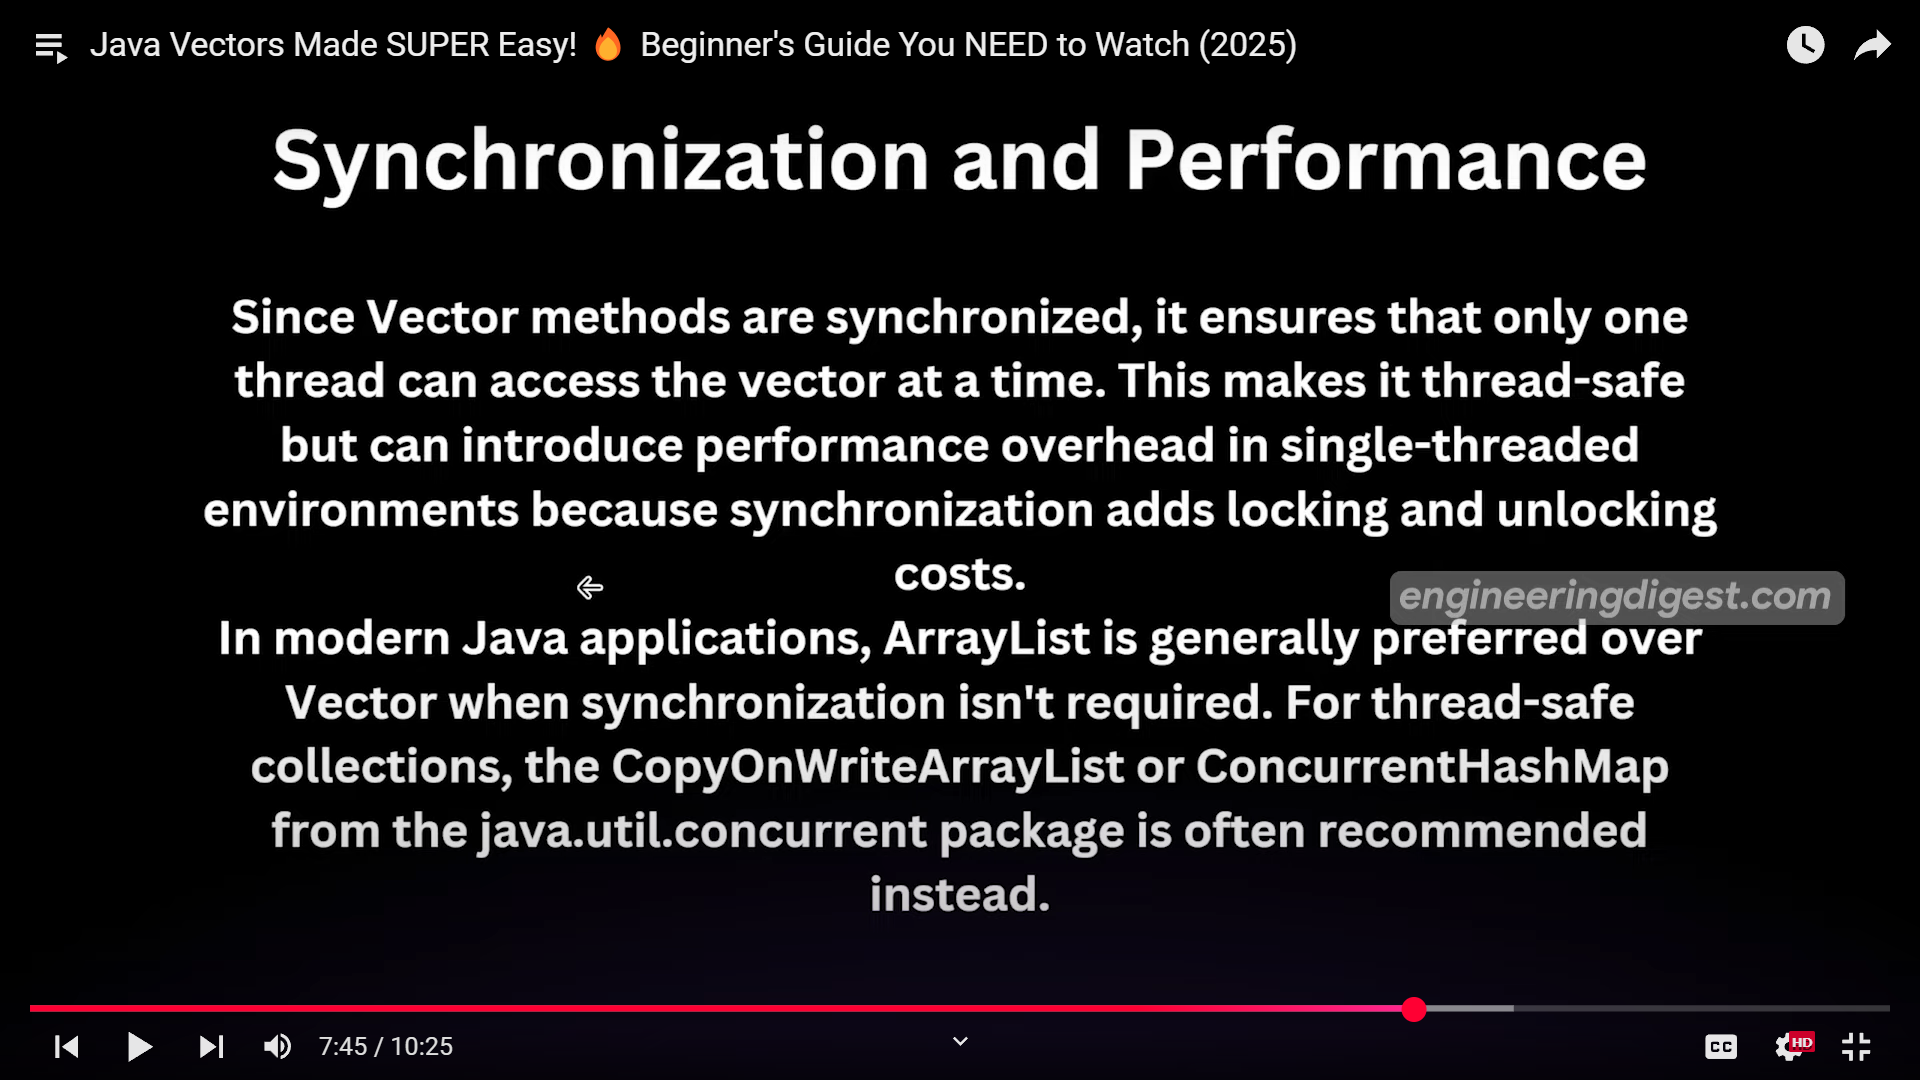 Java Vectors Made SUPER Easy! 🔥 Beginner's Guide You NEED to Watch (2025)
Synchronization and Performance
Since Vector methods are synchronized, it ensures that only one
thread can access the vector at a time. This makes it thread-safe
but can introduce performance overhead in single-threaded
environments because synchronization adds locking and unlocking
costs.
engineeringdigest.com
In modern Java applications, ArrayList is generally preferred over
Vector when synchronization isn't required. For thread-safe
collections, the CopyOnWriteArrayList or ConcurrentHashMap
from the java.util.concurrent package is often recommended
instead.
7:45 / 10:25
CC
HD